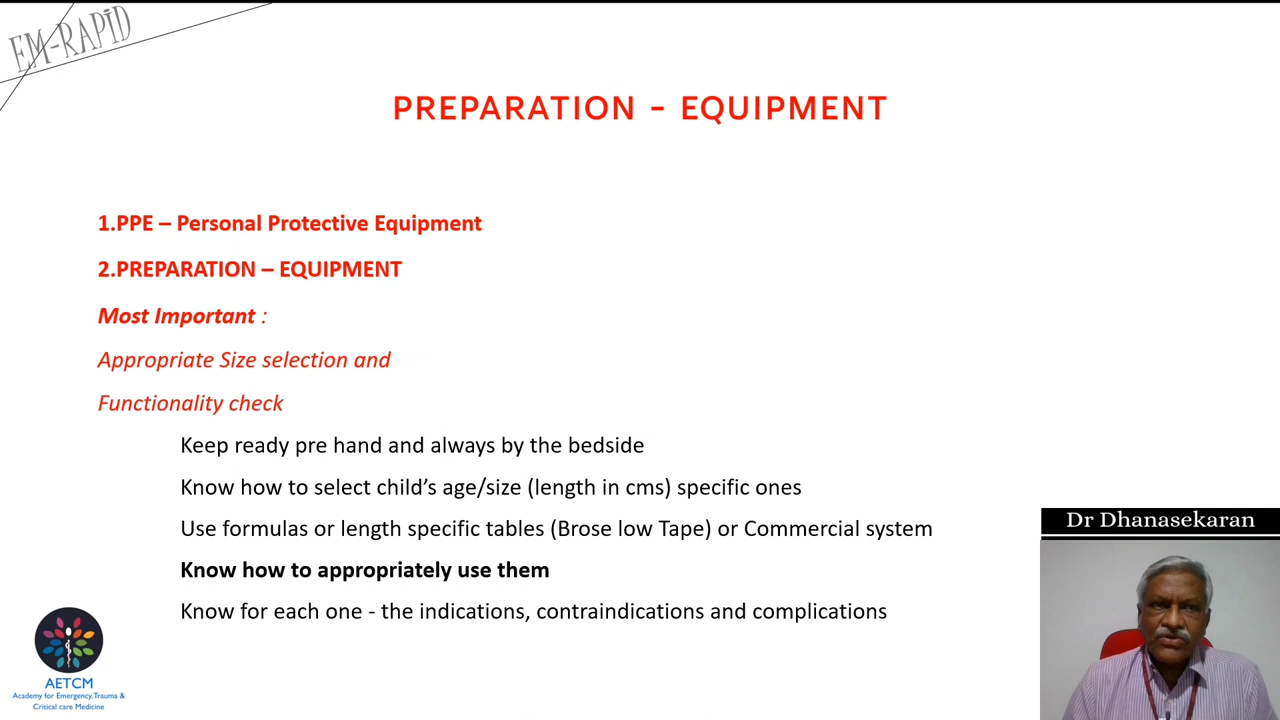 EM-RAPID
PREPARATION – EQUIPMENT
1.PPE – Personal Protective Equipment
2.PREPARATION – EQUIPMENT
Most Important :
Appropriate Size selection and
Functionality check
Keep ready pre hand and always by the bedside
Know how to select child’s age/size (length in cms) specific ones
Use formulas or length specific tables (Brose low Tape) or Commercial system
Know how to appropriately use them
Know for each one - the indications, contraindications and complications
Dr Dhanasekaran
AETCM
Academy for Emergency, Trauma &
Critical care Medicine